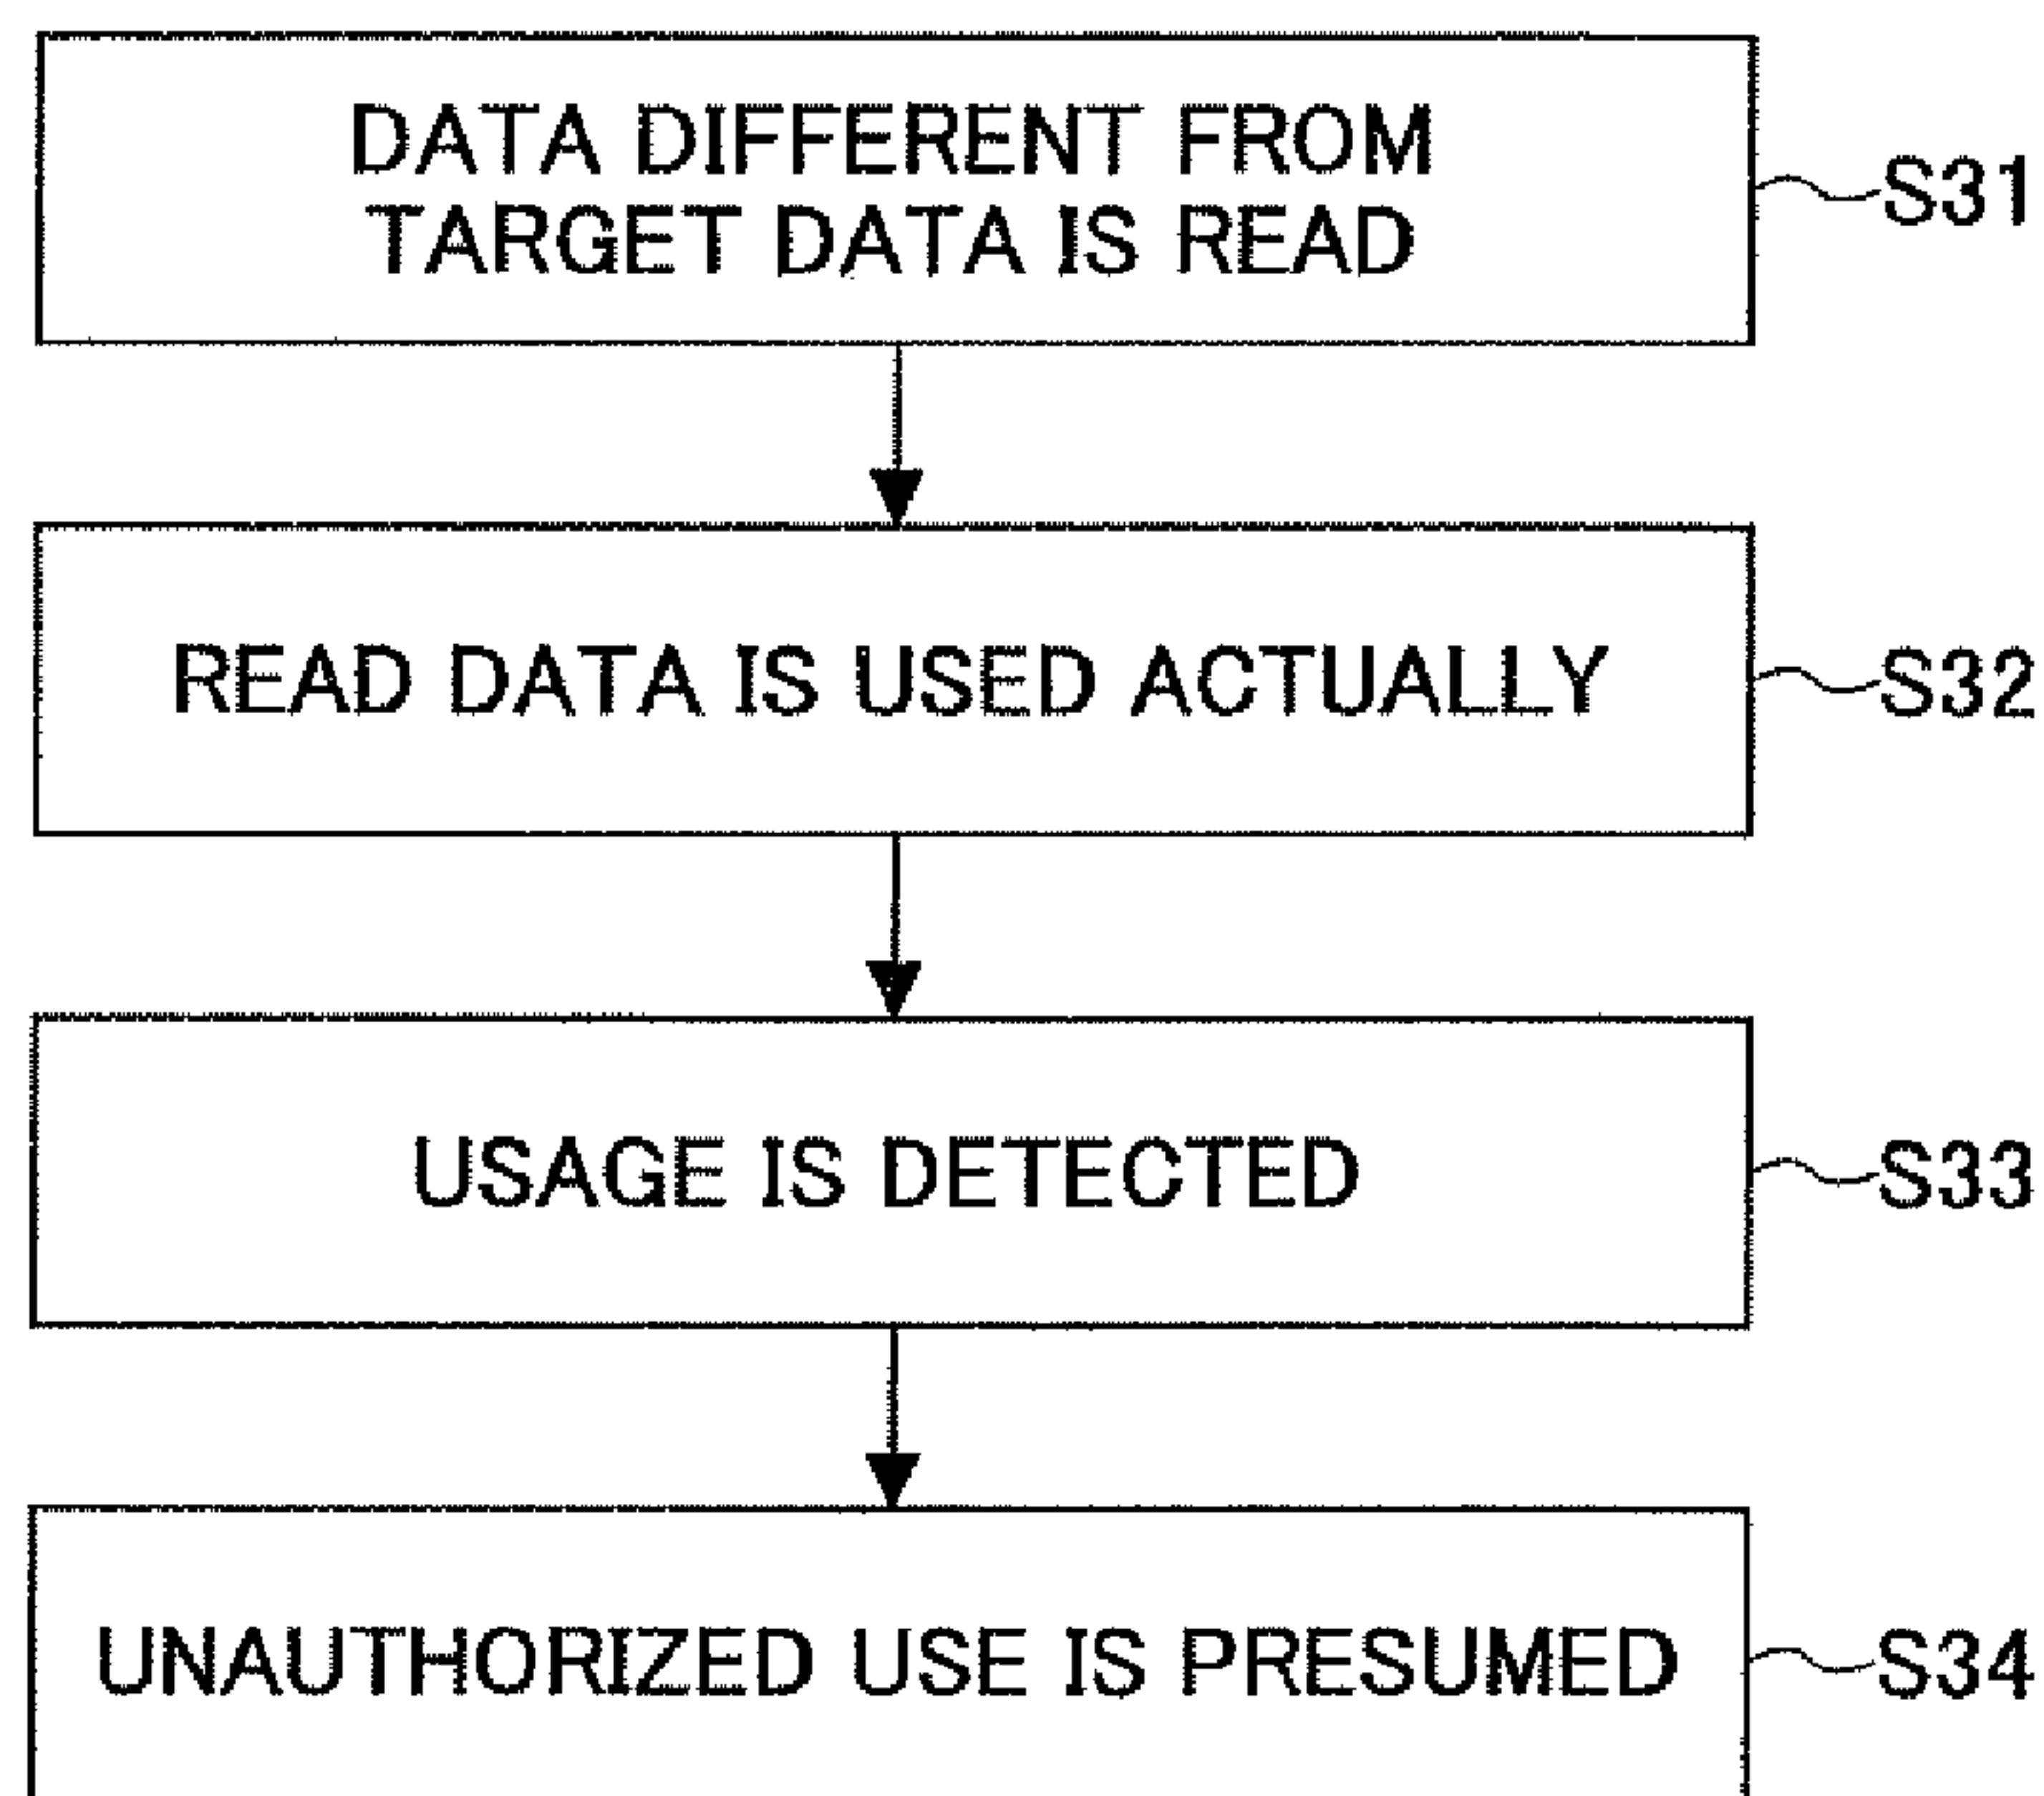 DATA DIFFERENT FROM
TARGET DATA IS READ
S31
READ DATA IS USED ACTUALLY
S32
USAGE IS DETECTED
S33
UNAUTHORIZED USE IS PRESUMED
S34